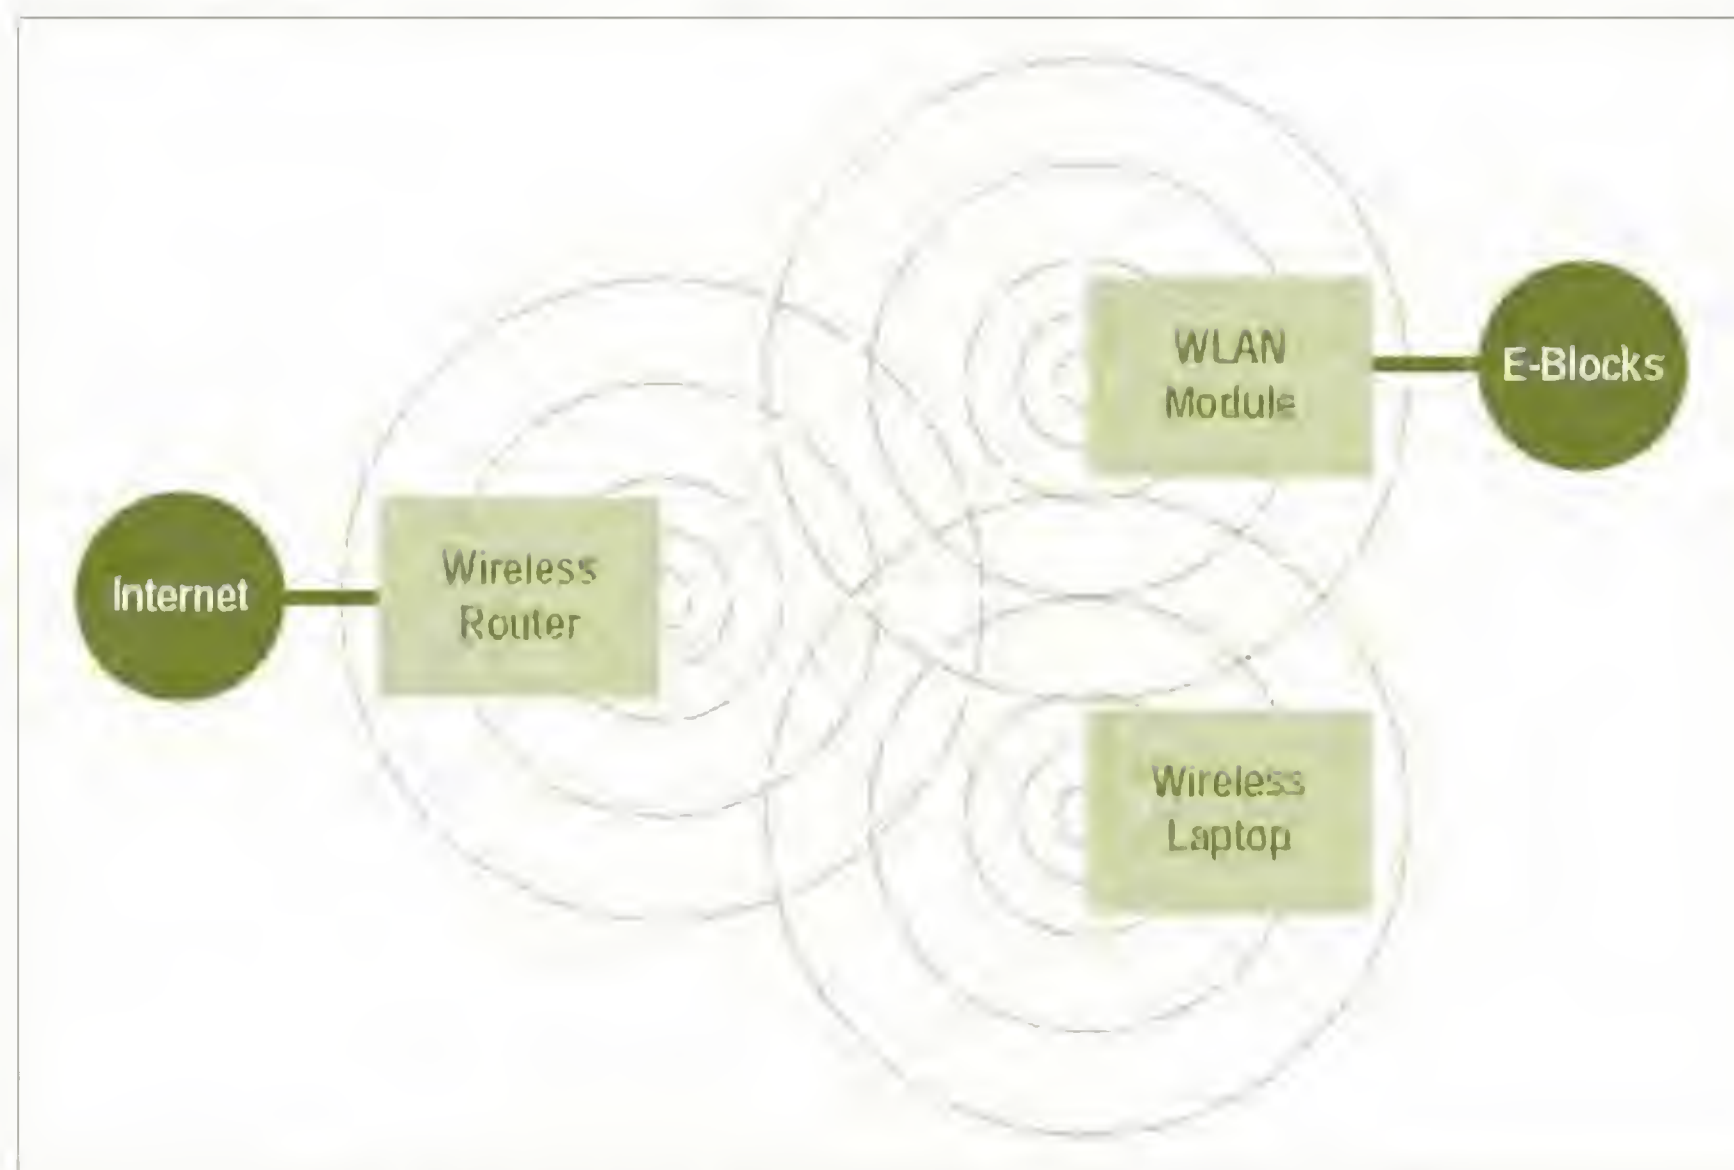 WLAN
Module
E-Blocks
Internet
Wireless
Router
Wireless
Laptop